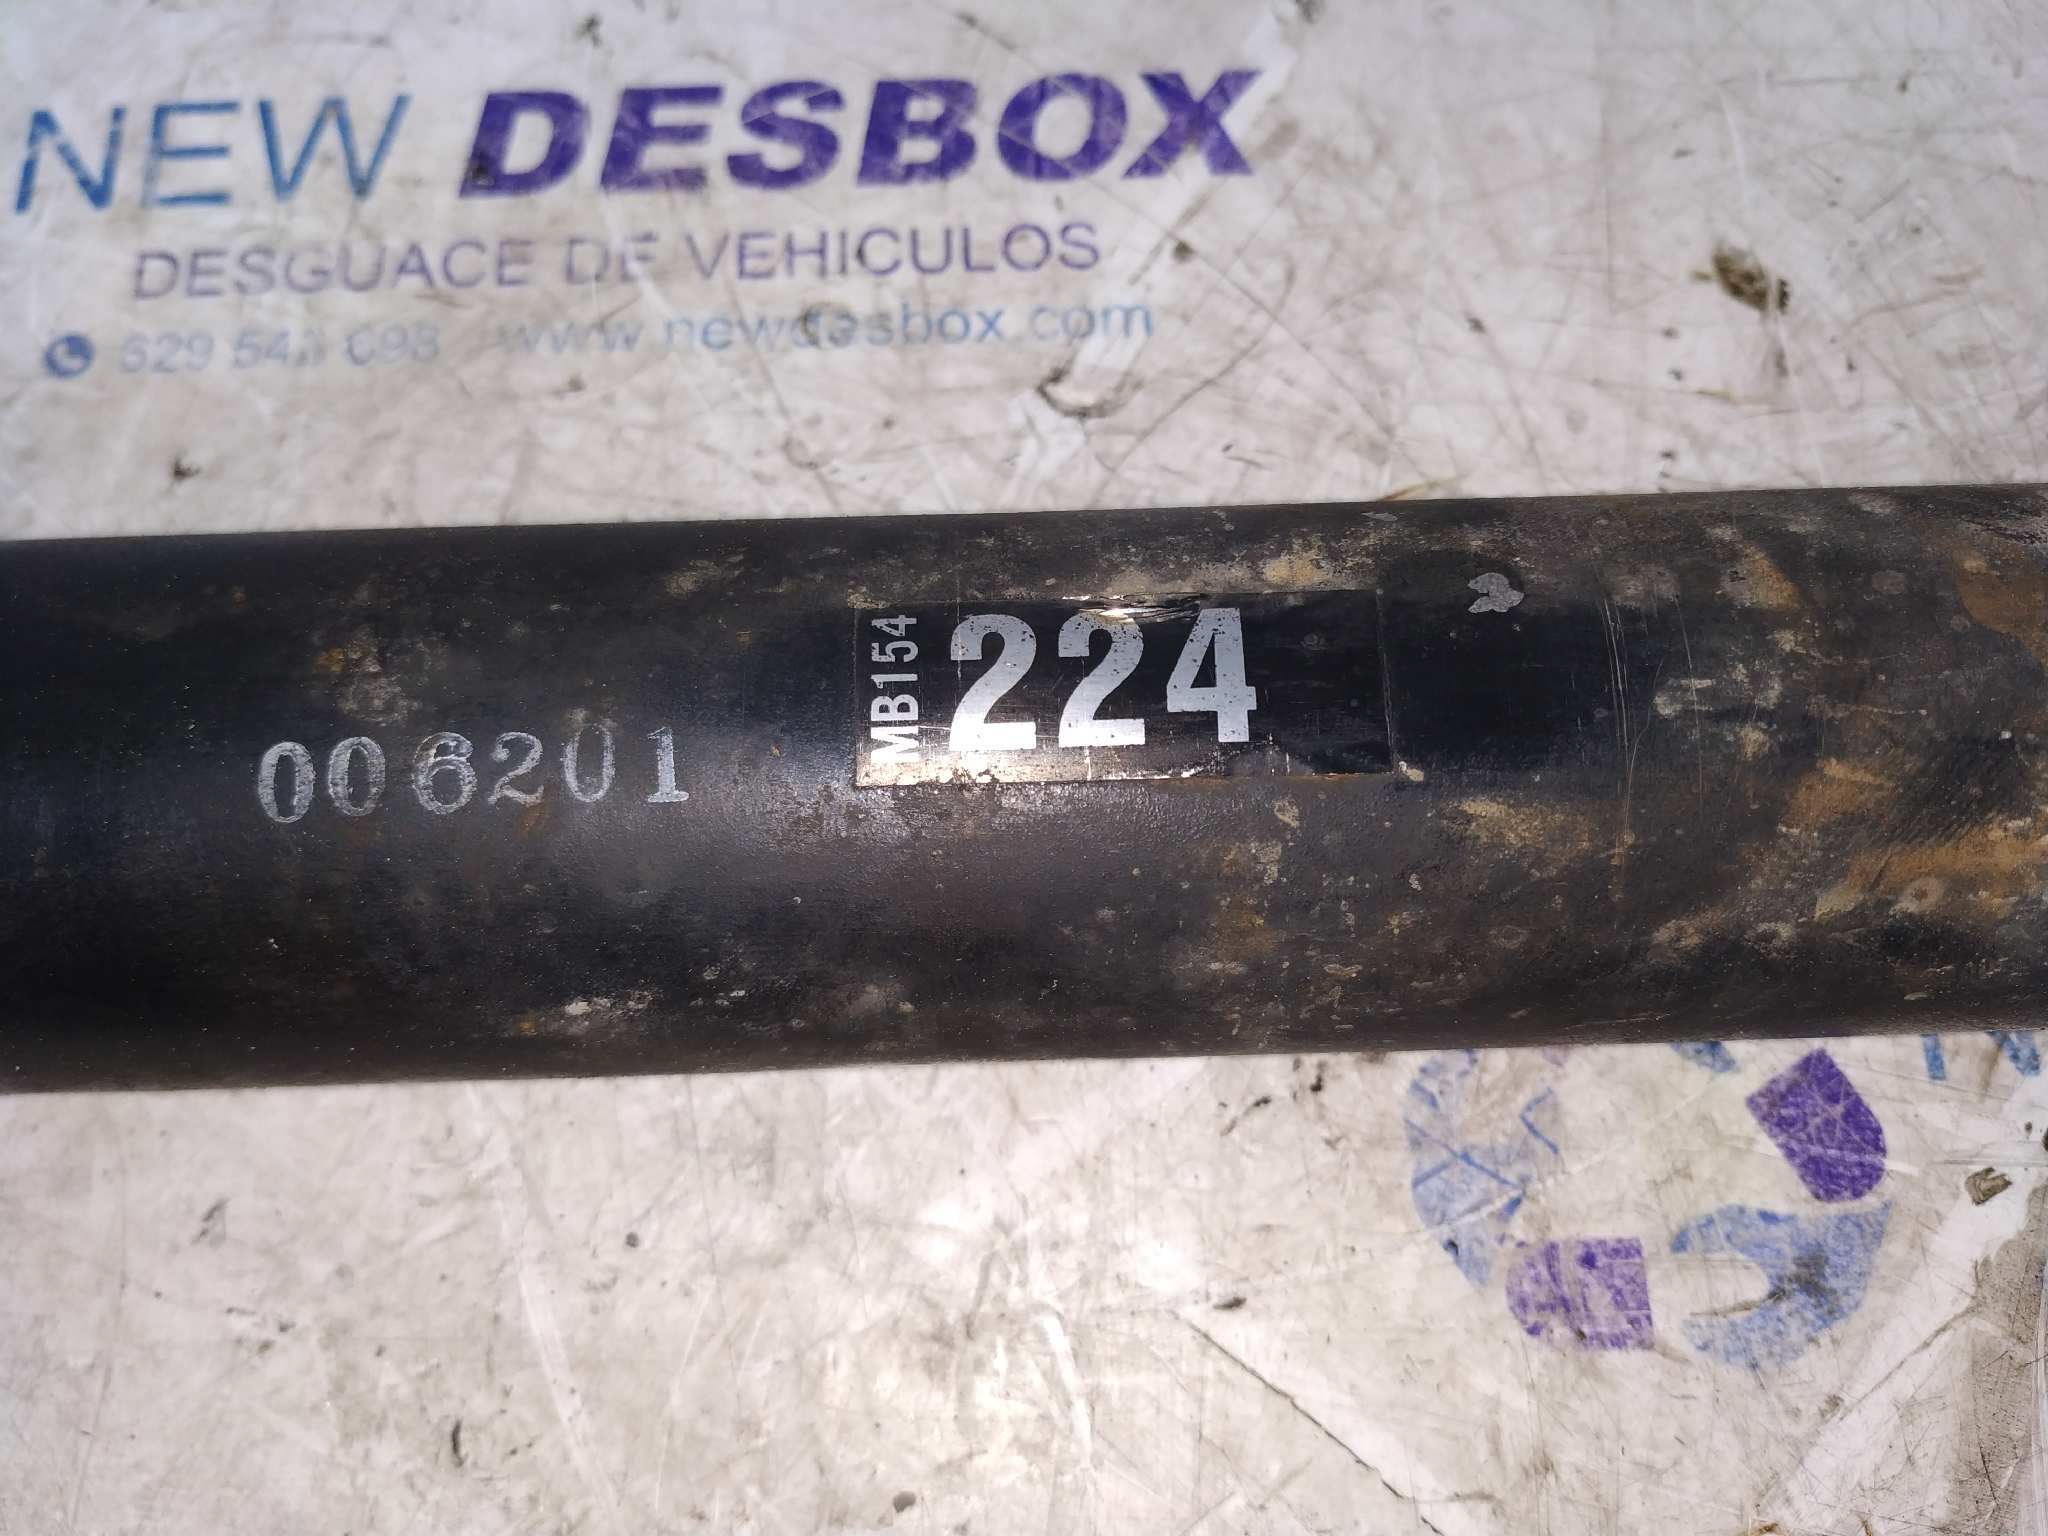 NEW DESBOX
DESGUACE DE VEHICULOS
www.newdesbox.com
MB154
224
006201